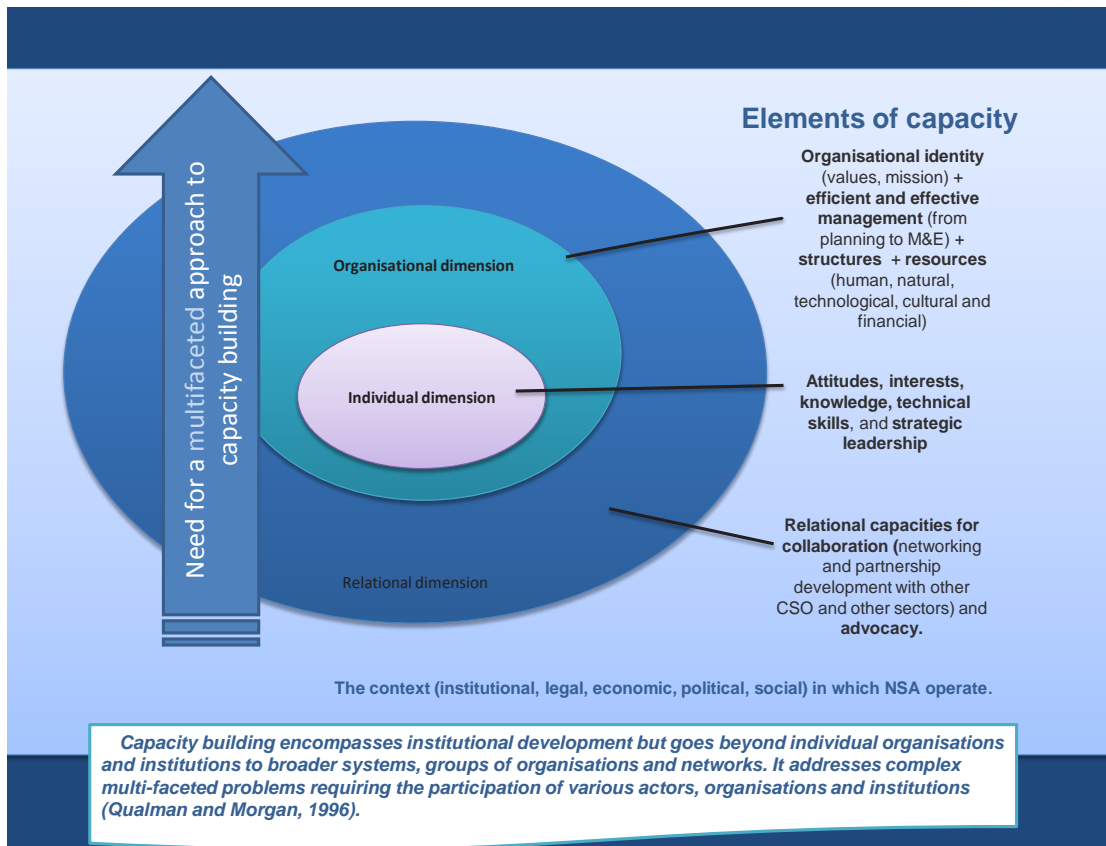 Elements of capacity
Organisational identity
(values, mission) +
efficient and effective
management (from
planning to M&E) +
structures + resources
(human, natural,
technological, cultural and
financial)
Need for a multifaceted approach to
capacity building
Organisational dimension
Individual dimension
Attitudes, interests,
knowledge, technical
skills, and strategic
leadership
Relational capacities for
collaboration (networking
and partnership
development with other
CSO and other sectors) and
advocacy.
Relational dimension
The context (institutional, legal, economic, political, social) in which NSA operate.
Capacity building encompasses institutional development but goes beyond individual organisations
and institutions to broader systems, groups of organisations and networks. It addresses complex
multi-faceted problems requiring the participation of various actors, organisations and institutions
(Qualman and Morgan, 1996).